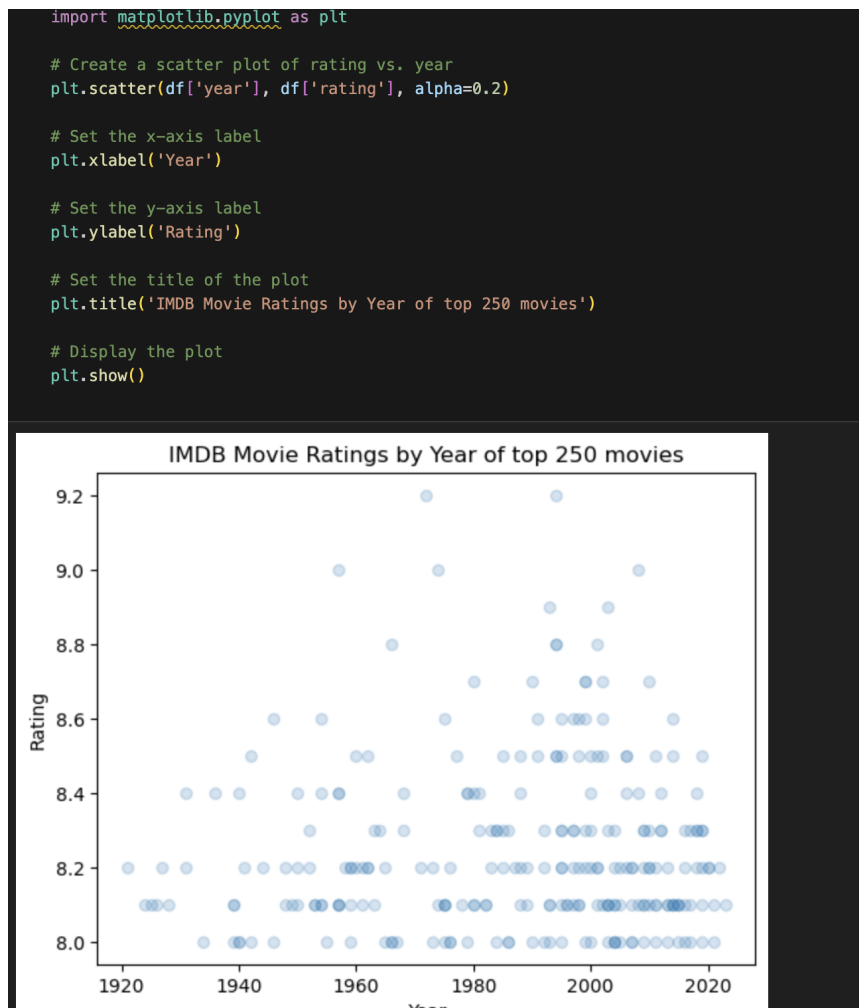 import matplotlib.pyplot as plt
# Create a scatter plot of rating vs. year
plt.scatter(df['year'], df['rating'], alpha=0.2)
# Set the x-axis label
plt.xlabel('Year')
# Set the y-axis label
plt.ylabel('Rating')
# Set the title of the plot
plt.title('IMDB Movie Ratings by Year of top 250 movies')
# Display the plot
plt.show()
IMDB Movie Ratings by Year of top 250 movies
9.2
9.0
8.8
8.6
Rating
8.4
8.2
8.0
1920 1940 1960 1980 2000 2020
Year